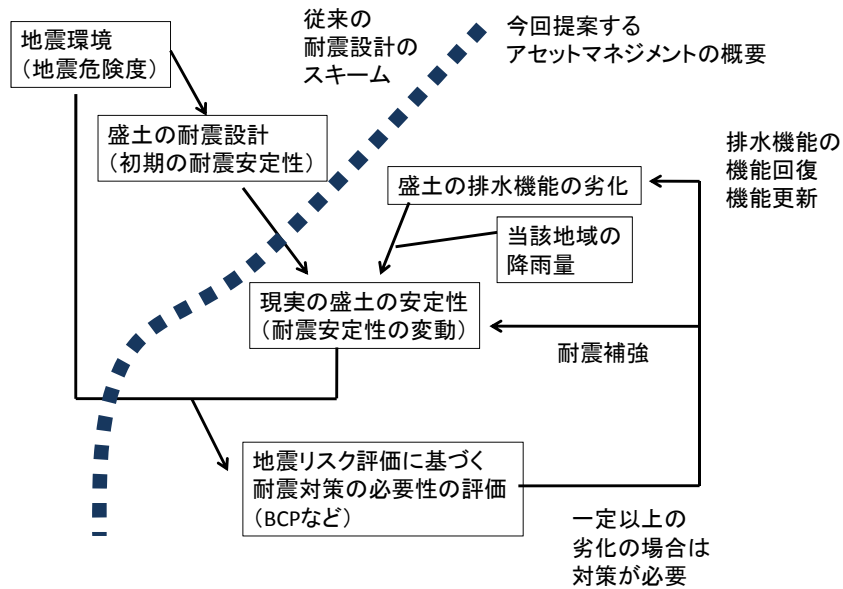 地震環境
（地震危険度）
従来の
耐震設計の
スキーム
今回提案する
アセットマネジメントの概要
盛土の耐震設計
（初期の耐震安定性）
盛土の排水機能の劣化
排水機能の
機能回復
機能更新
当該地域の
降雨量
現実の盛土の安定性
（耐震安定性の変動）
耐震補強
地震リスク評価に基づく
耐震対策の必要性の評価
（BCPなど）
一定以上の
劣化の場合は
対策が必要